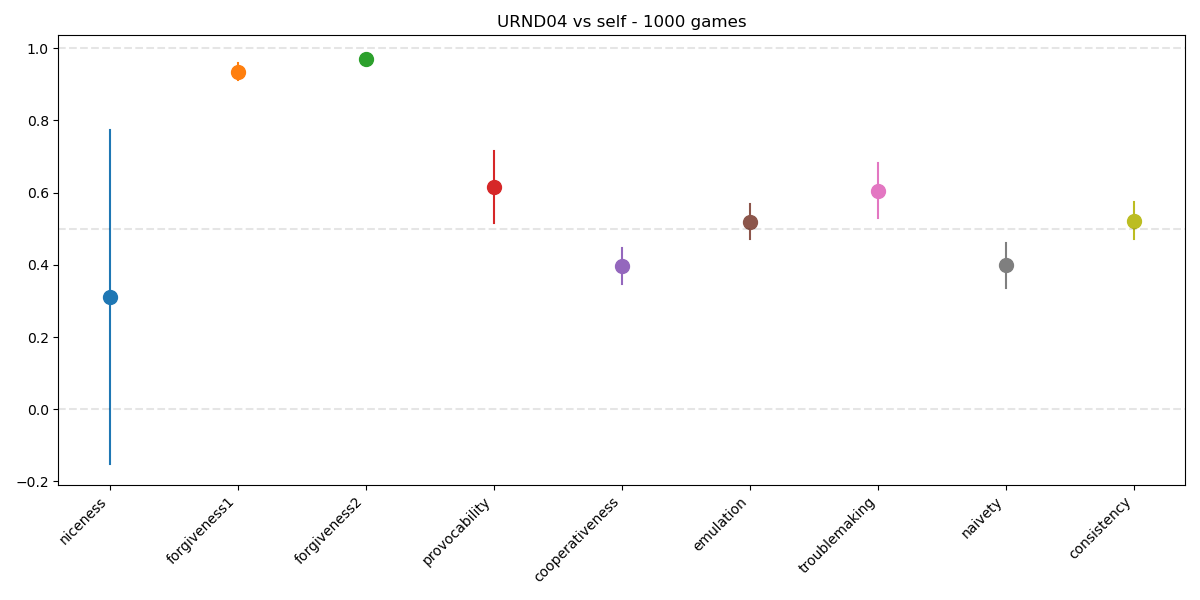 URND04 vs self - 1000 games
1.0
0.8
0.6
0.4
0.2
0.0
−0.2
niceness
forgiveness1
forgiveness2
provocability
cooperativeness
emulation
troublemaking
naivety
consistency